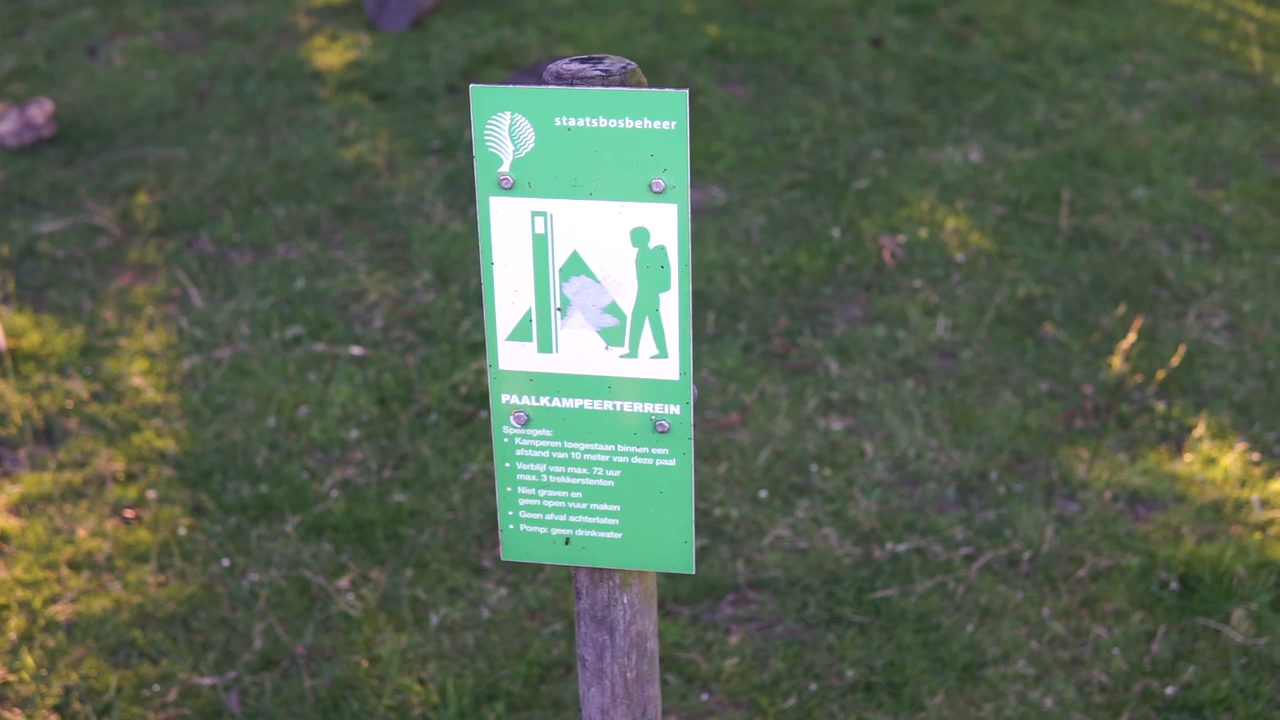 staatsbosbeheer
PAALKAMPEERTERREIN
Spelregels:
• Kamperen toegestaan binnen een
afstand van 10 meter van deze paal
• Verblijf van max. 72 uur
max. 3 trekkerstenten
• Niet graven en
geen open vuur maken
• Geen afval achterlaten
• Pomp: geen drinkwater